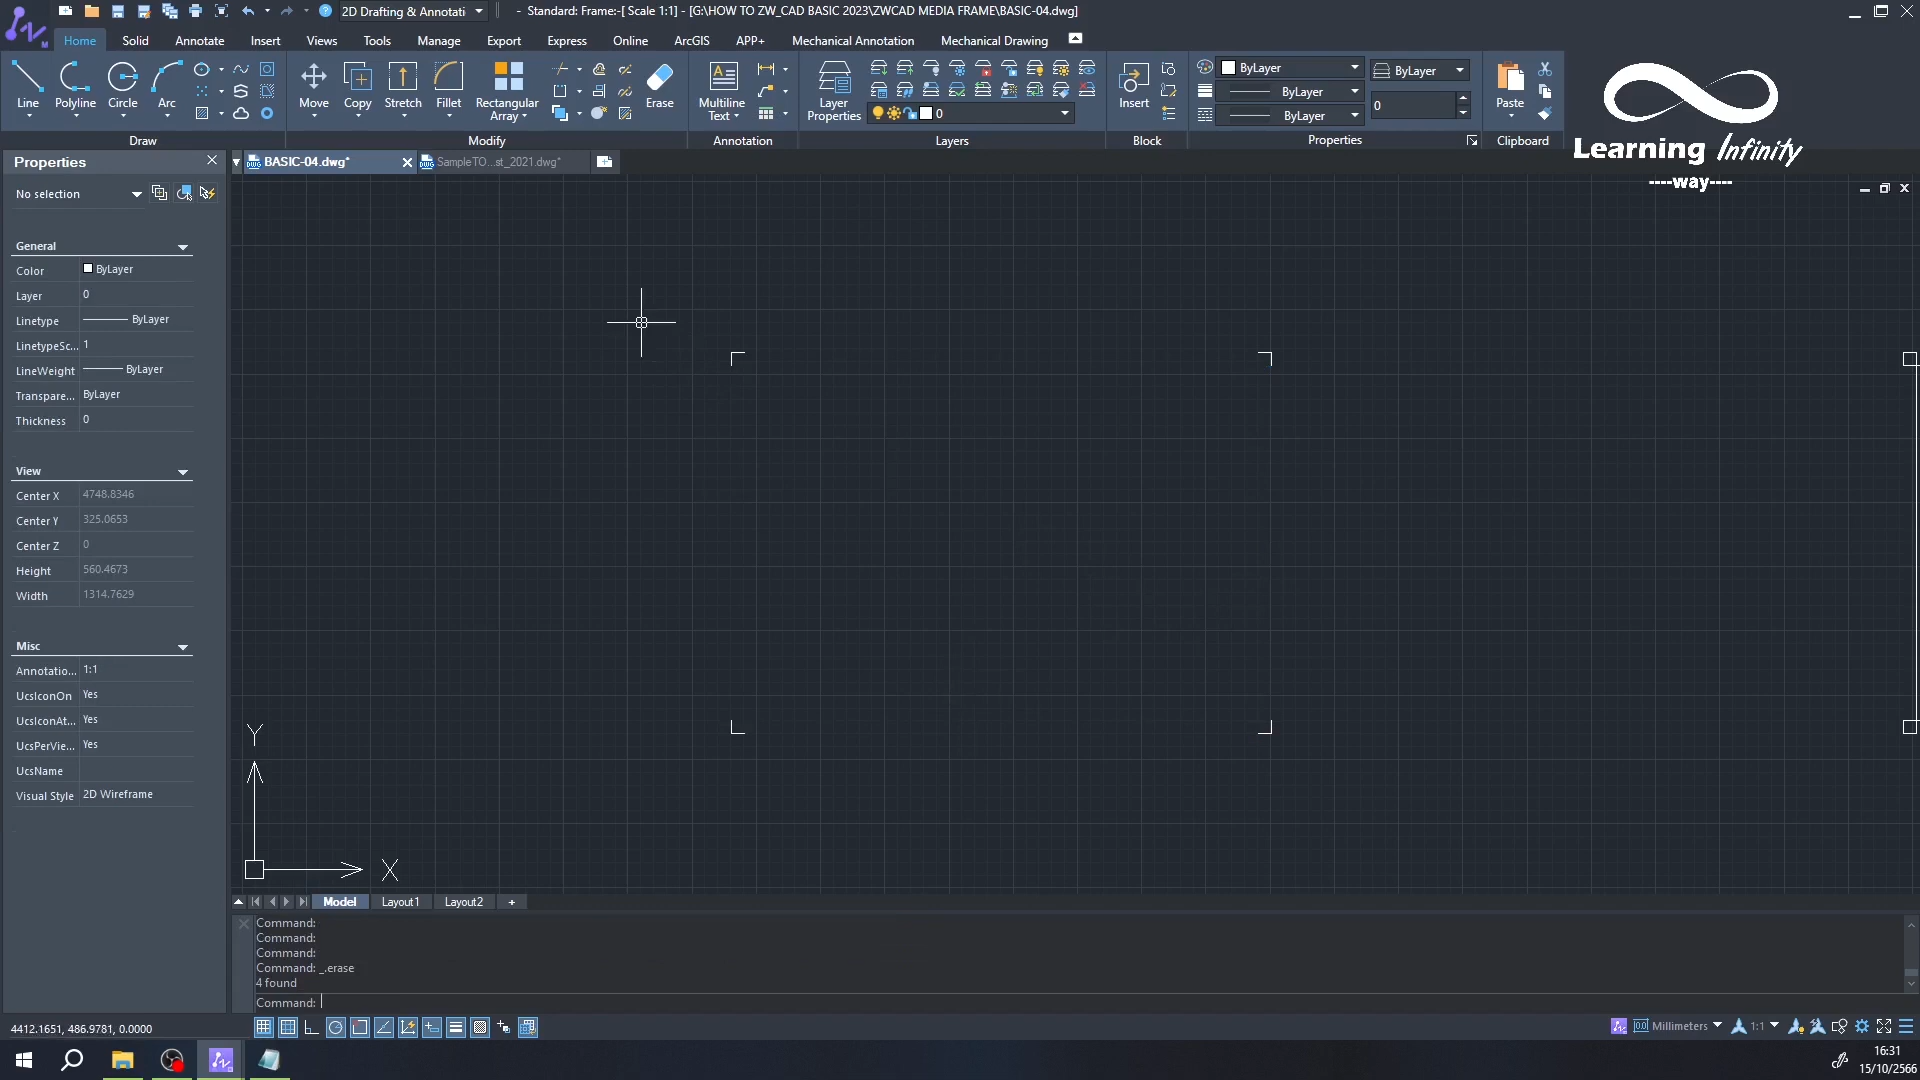 2D Drafting & Annotati
- Standard: Frame:-[ Scale 1:1] - [G:\HOW TO ZW_CAD BASIC 2023\ZWCAD MEDIA FRAME\BASIC-04.dwg]
Home Solid Annotate Insert Views Tools Manage Export Express Online ArcGIS APP+ Mechanical Annotation Mechanical Drawing
Line Polyline Circle Arc
Draw
Move Copy Stretch Fillet Rectangular Array Erase
Modify
Multiline Text
Annotation
Layer Properties
0
Layers
Insert
Block
ByLayer
ByLayer
ByLayer
ByLayer
0
Properties
Paste
Clipboard
Learning Infinity
----way----
Properties
BASIC-04.dwg*
SampleTO...st_2021.dwg*
No selection
General
Color ByLayer
Layer 0
Linetype ByLayer
LinetypeSc... 1
LineWeight ByLayer
Transpare... ByLayer
Thickness 0
View
Center X 4748.8346
Center Y 325.0653
Center Z 0
Height 560.4673
Width 1314.7629
Misc
Annotatio... 1:1
UcsIconOn Yes
UcsIconAt... Yes
UcsPerVie... Yes
UcsName
Visual Style 2D Wireframe
Y
X
Model Layout1 Layout2 +
Command:
Command:
Command:
Command: _.erase
4 found
Command:
4412.1651, 486.9781, 0.0000
Millimeters
1:1
16:31
15/10/2566